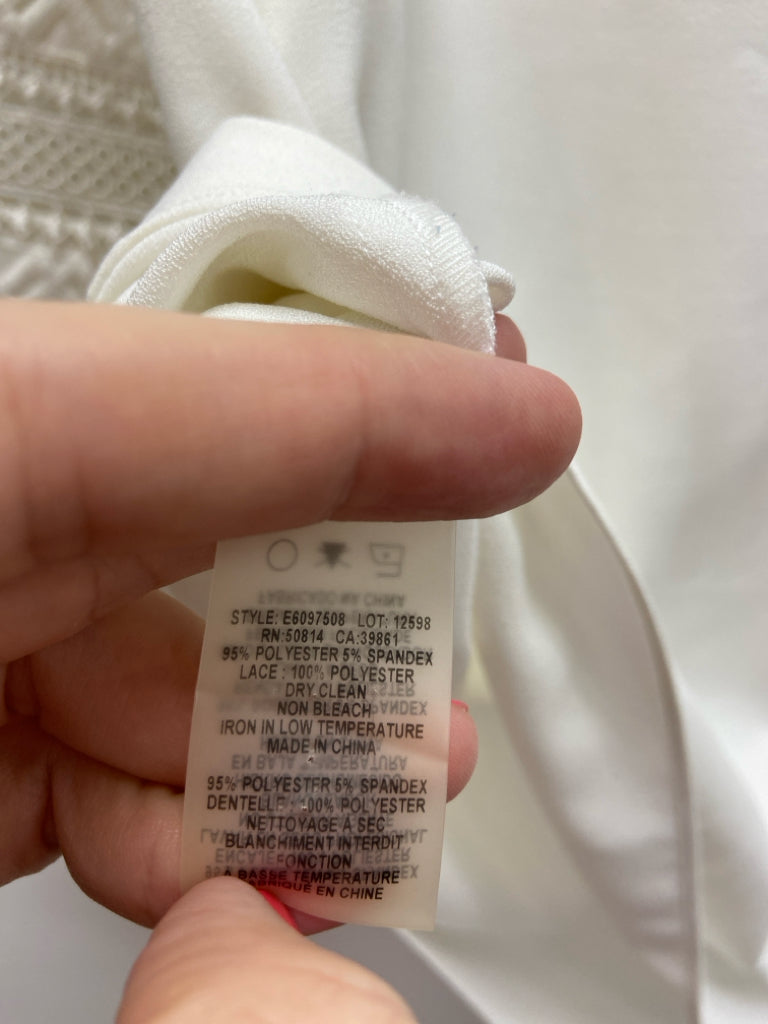 STYLE: E6097508 LOT: 12598
RN:50814 CA:39861
95% POLYESTER 5% SPANDEX
LACE : 100% POLYESTER
DRY CLEAN
NON BLEACH
IRON IN LOW TEMPERATURE
MADE IN CHINA
95% POLYESTER 5% SPANDEX
DENTELLE : 100% POLYESTER
NETTOYAGE À SEC
BLANCHIMENT INTERDIT
FONCTION
À BASSE TEMPERATURE
FABRIQUÉ EN CHINE